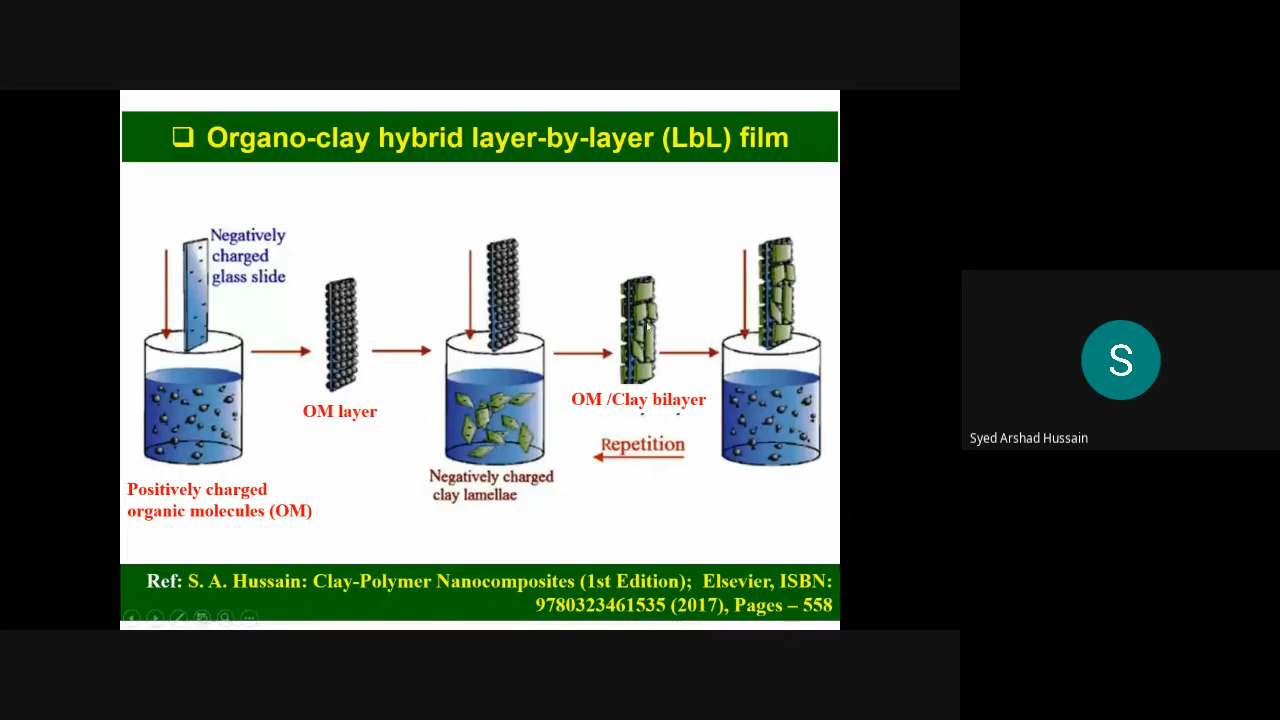 ❑ Organo-clay hybrid layer-by-layer (LbL) film
Negatively
charged
glass slide
OM layer
OM /Clay bilayer
Repetition
Negatively charged
clay lamellae
Positively charged
organic molecules (OM)
Ref: S. A. Hussain: Clay-Polymer Nanocomposites (1st Edition); Elsevier, ISBN:
9780323461535 (2017), Pages – 558
S
Syed Arshad Hussain